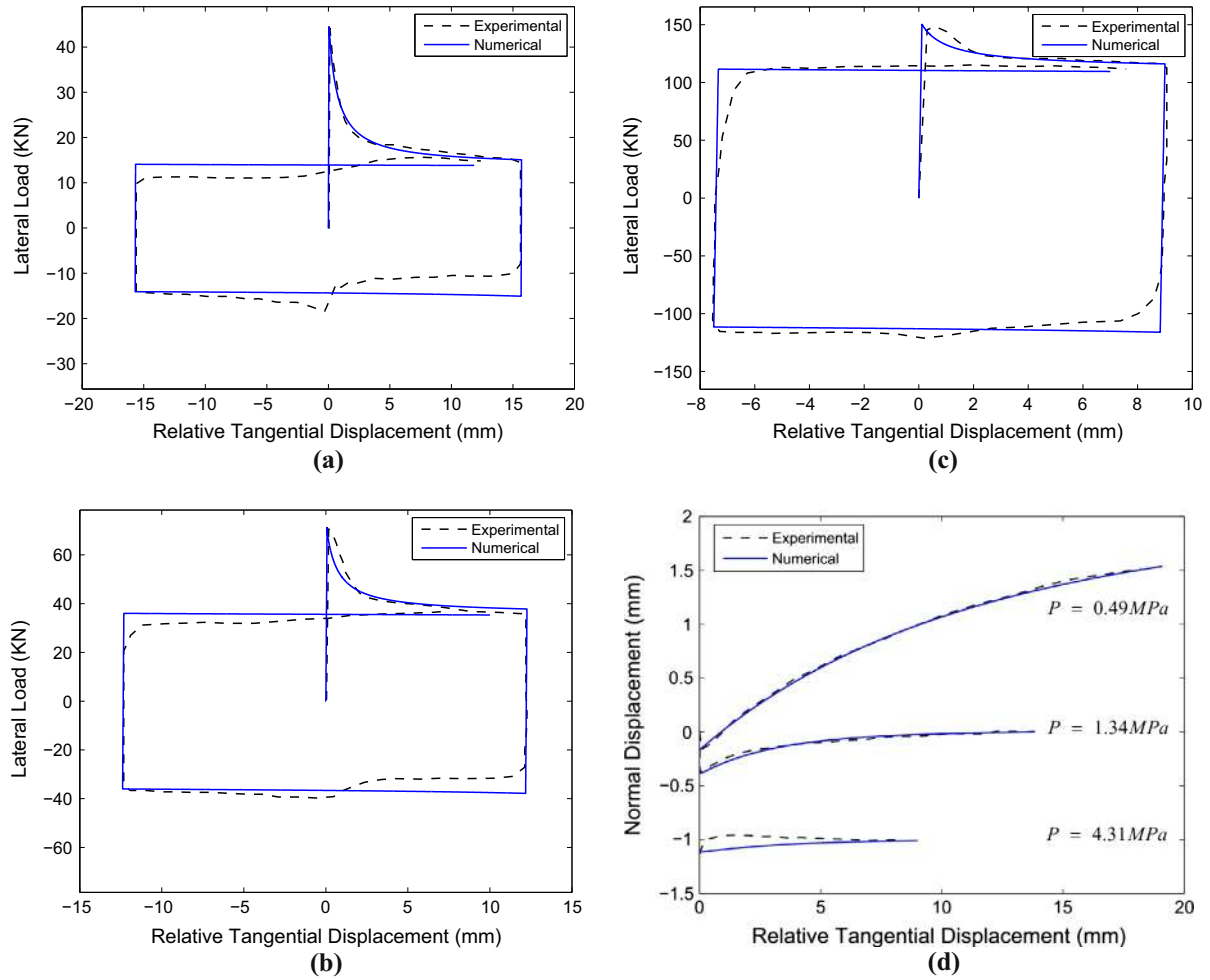 Experimental
Numerical
40
30
20
10
0
−10
−20
−30
Lateral Load (KN)
−20 −15 −10 −5 0 5 10 15 20
Relative Tangential Displacement (mm)
(a)
Experimental
Numerical
150
100
50
0
−50
−100
−150
Lateral Load (KN)
−8 −6 −4 −2 0 2 4 6 8 10
Relative Tangential Displacement (mm)
(c)
Experimental
Numerical
60
40
20
0
−20
−40
−60
Lateral Load (KN)
−15 −10 −5 0 5 10 15
Relative Tangential Displacement (mm)
(b)
Experimental
Numerical
2
1.5
1
0.5
0
−0.5
−1
−1.5
Normal Displacement (mm)
P = 0.49MPa
P = 1.34MPa
P = 4.31MPa
0 5 10 15 20
Relative Tangential Displacement (mm)
(d)